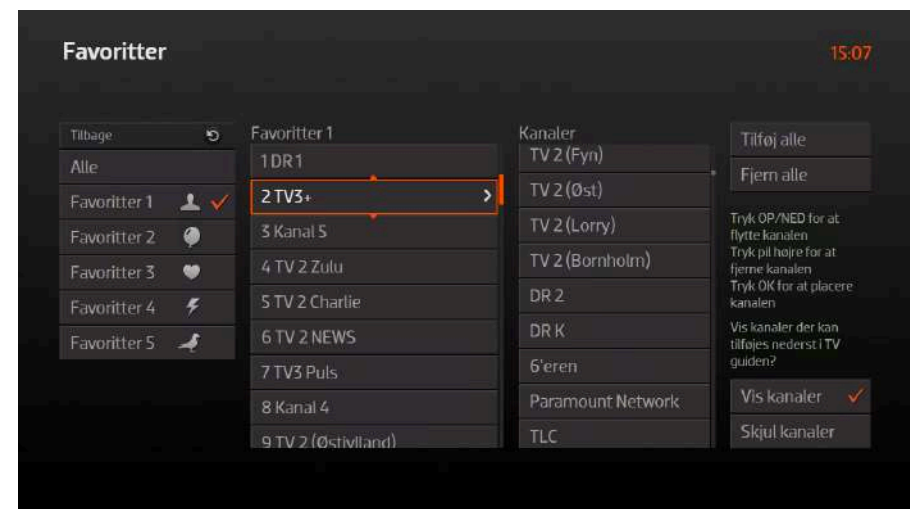 Favoritter
15:07
Tilbage
Alle
Favoritter 1
Favoritter 2
Favoritter 3
Favoritter 4
Favoritter 5
Favoritter 1
1 DR 1
2 TV3+
3 Kanal 5
4 TV 2 Zulu
5 TV 2 Charlie
6 TV 2 NEWS
7 TV3 Puls
8 Kanal 4
9 TV 2 (Østjylland)
Kanaler
TV 2 (Fyn)
TV 2 (Øst)
TV 2 (Lorry)
TV 2 (Bornholm)
DR 2
DR K
6'eren
Paramount Network
TLC
Tilføj alle
Fjern alle
Tryk OP/NED for at
flytte kanalen
Tryk pil højre for at
fjerne kanalen
Tryk OK for at placere
kanalen
Vis kanaler der kan
tilføjes nederst i TV
guiden?
Vis kanaler
Skjul kanaler